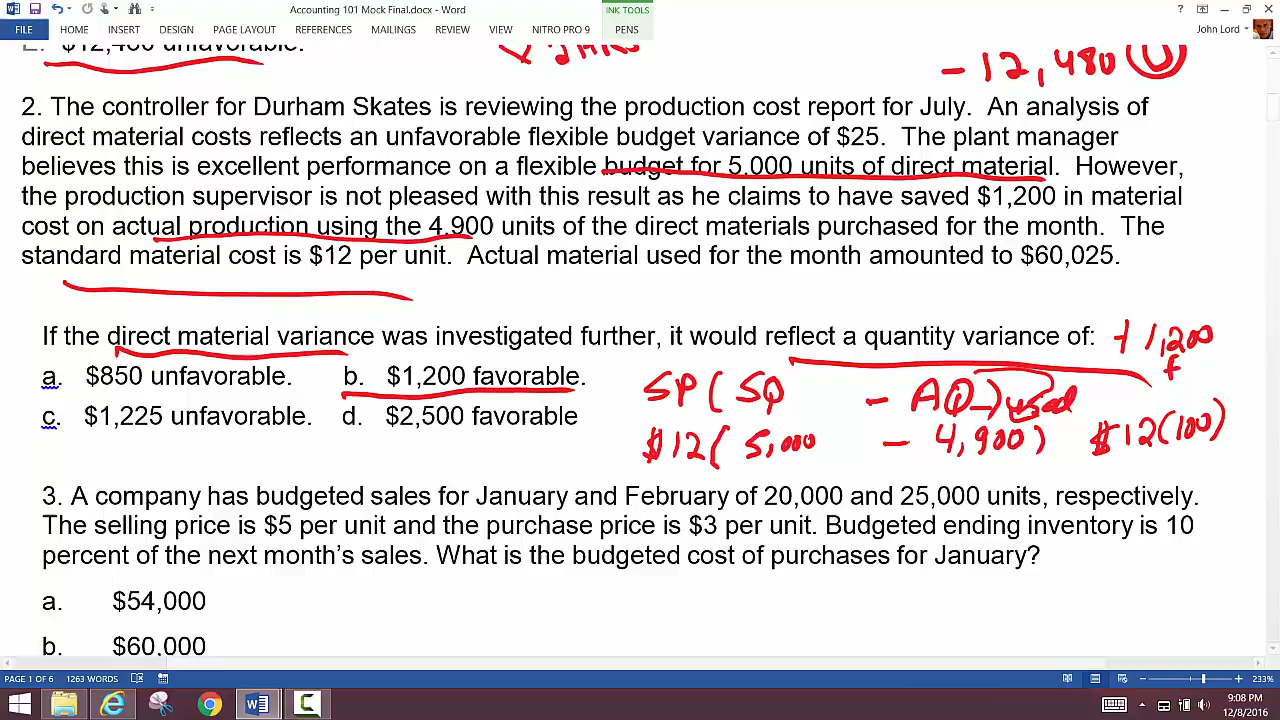 Accounting 101 Mock Final.docx - Word
INK TOOLS
FILE HOME INSERT DESIGN PAGE LAYOUT REFERENCES MAILINGS REVIEW VIEW NITRO PRO 9 PENS John Lord
E. $12,480 unfavorable.
- 12,480 U
2. The controller for Durham Skates is reviewing the production cost report for July. An analysis of
direct material costs reflects an unfavorable flexible budget variance of $25. The plant manager
believes this is excellent performance on a flexible budget for 5,000 units of direct material. However,
the production supervisor is not pleased with this result as he claims to have saved $1,200 in material
cost on actual production using the 4,900 units of the direct materials purchased for the month. The
standard material cost is $12 per unit. Actual material used for the month amounted to $60,025.
If the direct material variance was investigated further, it would reflect a quantity variance of: + 1,200
f
a. $850 unfavorable. b. $1,200 favorable.
SP ( SQ - AQ ) used
c. $1,225 unfavorable. d. $2,500 favorable
$12 ( 5,000 - 4,900) $12(100)
3. A company has budgeted sales for January and February of 20,000 and 25,000 units, respectively.
The selling price is $5 per unit and the purchase price is $3 per unit. Budgeted ending inventory is 10
percent of the next month's sales. What is the budgeted cost of purchases for January?
a. $54,000
b. $60,000
PAGE 1 OF 6 1263 WORDS 233%
9:08 PM
12/8/2016